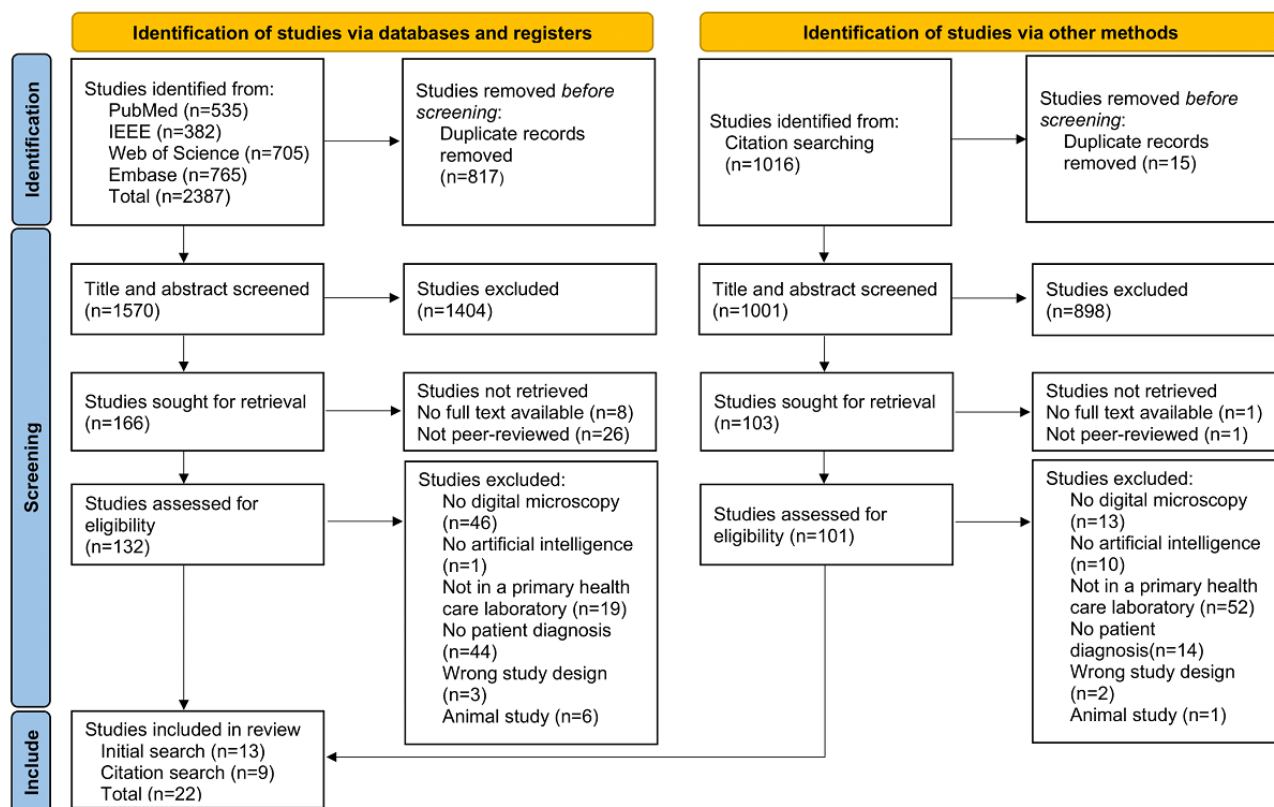 Identification of studies via databases and registers
Identification of studies via other methods
Identification
Studies identified from:
PubMed (n=535)
IEEE (n=382)
Web of Science (n=705)
Embase (n=765)
Total (n=2387)
Studies removed before
screening:
Duplicate records
removed
(n=817)
Studies identified from:
Citation searching
(n=1016)
Studies removed before
screening:
Duplicate records
removed (n=15)
Screening
Title and abstract screened
(n=1570)
Studies excluded
(n=1404)
Title and abstract screened
(n=1001)
Studies excluded
(n=898)
Studies sought for retrieval
(n=166)
Studies not retrieved
No full text available (n=8)
Not peer-reviewed (n=26)
Studies sought for retrieval
(n=103)
Studies not retrieved
No full text available (n=1)
Not peer-reviewed (n=1)
Studies assessed for
eligibility
(n=132)
Studies excluded:
No digital microscopy
(n=46)
No artificial intelligence
(n=1)
Not in a primary health
care laboratory (n=19)
No patient diagnosis
(n=44)
Wrong study design
(n=3)
Animal study (n=6)
Studies assessed for
eligibility (n=101)
Studies excluded:
No digital microscopy
(n=13)
No artificial intelligence
(n=10)
Not in a primary health
care laboratory (n=52)
No patient
diagnosis(n=14)
Wrong study design
(n=2)
Animal study (n=1)
Include
Studies included in review
Initial search (n=13)
Citation search (n=9)
Total (n=22)